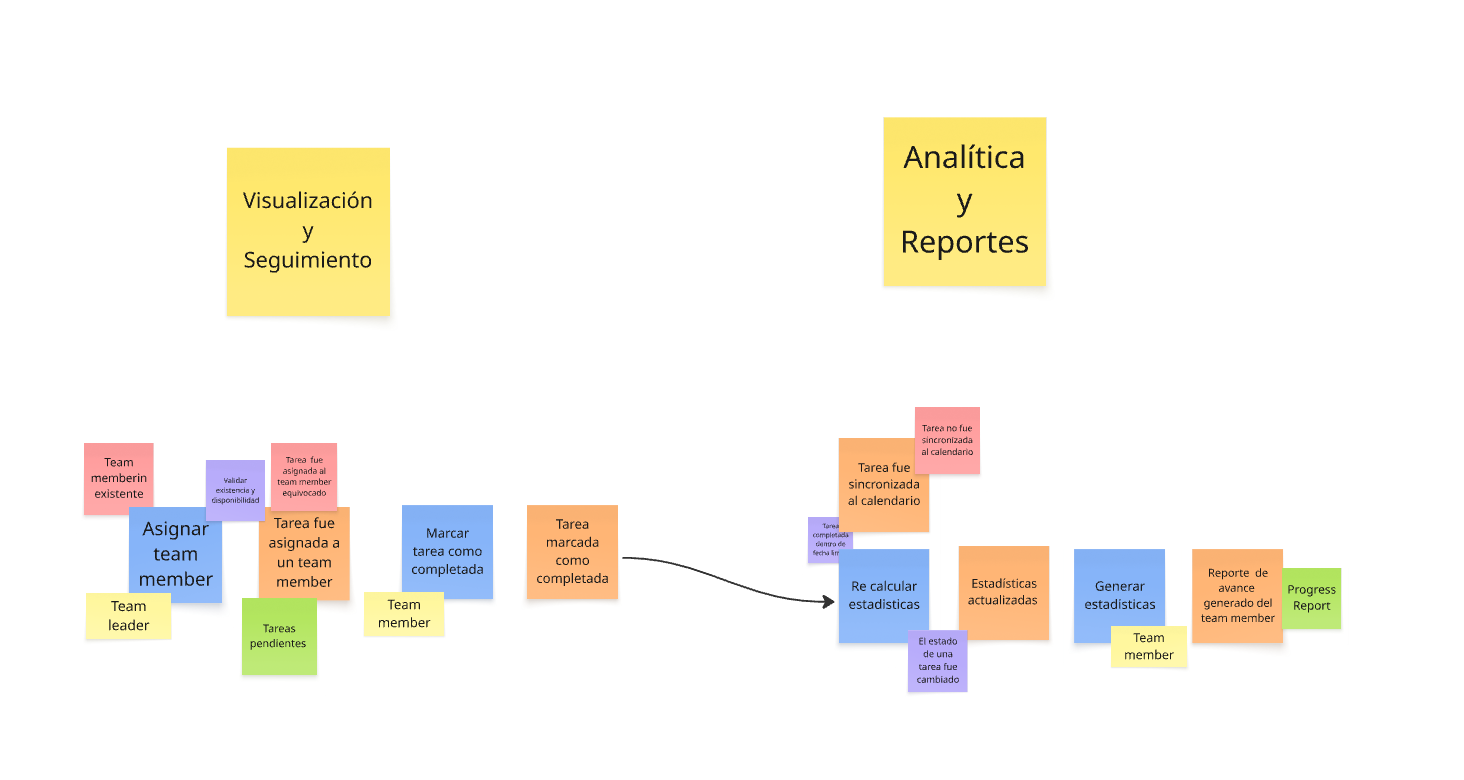 Visualización
y
Seguimiento
Analítica
y
Reportes
Team
memberin
existente
Validar
existencia y
disponibilidad
Tarea fue
asignada al
team member
equivocado
Asignar
team
member
Team
leader
Tarea fue
asignada a
un team
member
Tareas
pendientes
Marcar
tarea como
completada
Team
member
Tarea
marcada
como
completada
Tarea no fue
sincronizada
al calendario
Tarea fue
sincronizada
al calendario
Tarea
completada
dentro de
fecha
Re calcular
estadísticas
El estado
de una
tarea fue
cambiado
Estadísticas
actualizadas
Generar
estadísticas
Team
member
Reporte de
avance
generado del
team member
Progress
Report